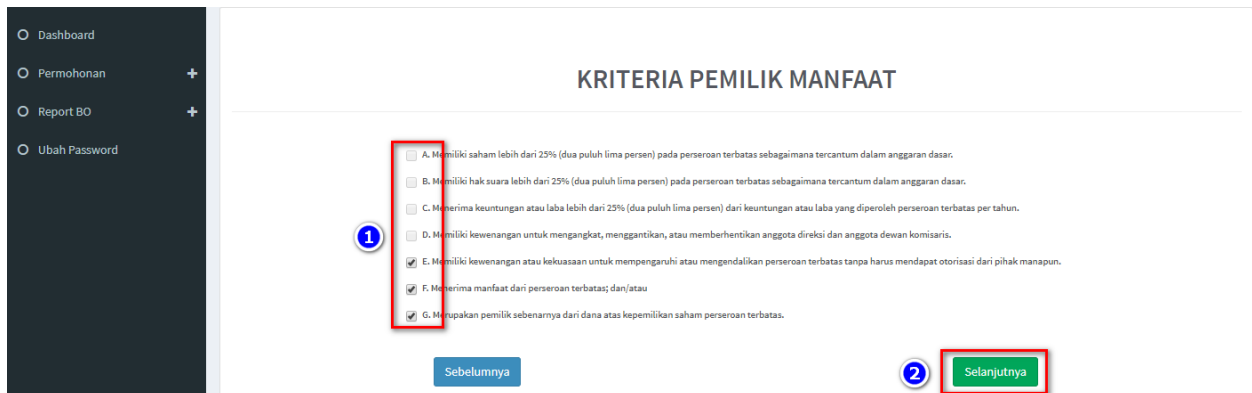 Dashboard
Permohonan
Report BO
Ubah Password
KRITERIA PEMILIK MANFAAT
A. Memiliki saham lebih dari 25% (dua puluh lima persen) pada perseroan terbatas sebagaimana tercantum dalam anggaran dasar.
B. Memiliki hak suara lebih dari 25% (dua puluh lima persen) pada perseroan terbatas sebagaimana tercantum dalam anggaran dasar.
C. Menerima keuntungan atau laba lebih dari 25% (dua puluh lima persen) dari keuntungan atau laba yang diperoleh perseroan terbatas per tahun.
1
D. Memiliki kewenangan untuk mengangkat, menggantikan, atau memberhentikan anggota direksi dan anggota dewan komisaris.
E. Memiliki kewenangan atau kekuasaan untuk mempengaruhi atau mengendalikan perseroan terbatas tanpa harus mendapat otorisasi dari pihak manapun.
F. Menerima manfaat dari perseroan terbatas; dan/atau
G. Merupakan pemilik sebenarnya dari dana atas kepemilikan saham perseroan terbatas.
Sebelumnya
2
Selanjutnya